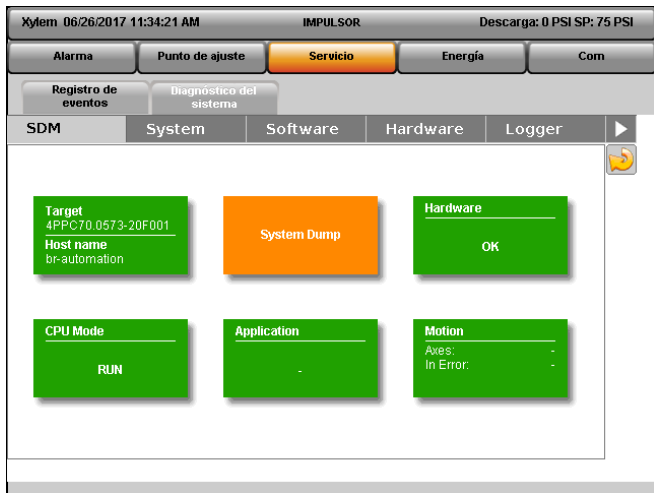 Xylem 06/26/2017 11:34:21 AM IMPULSOR Descarga: 0 PSI SP: 75 PSI
Alarma Punto de ajuste Servicio Energía Com
Registro de
eventos
Diagnóstico del
sistema
SDM System Software Hardware Logger
Target
4PPC70.0573-20F001
Host name
br-automation
System Dump
Hardware
OK
CPU Mode
RUN
Application
-
Motion
Axes: -
In Error: -